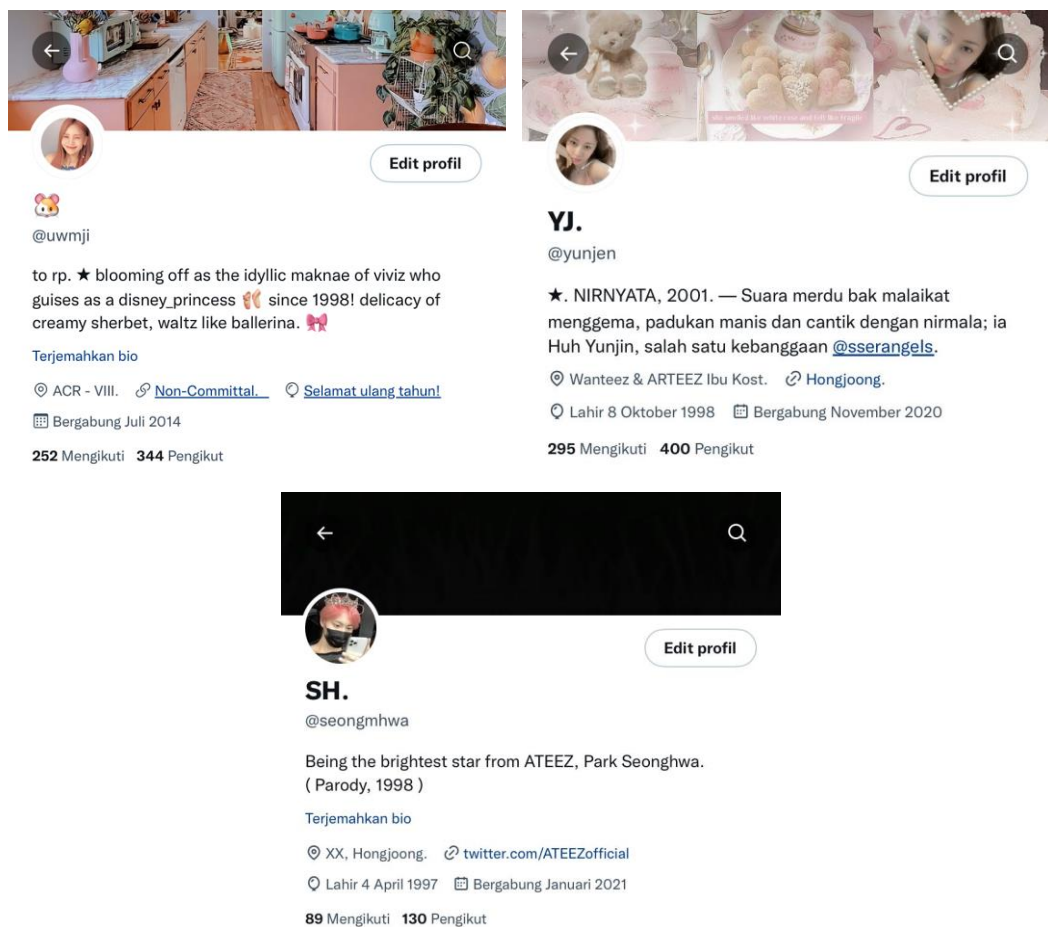 Edit profil
🐹
@uwmji
to rp. ★ blooming off as the idyllic maknae of viviz who
guises as a disney_princess 🩰 since 1998! delicacy of
creamy sherbet, waltz like ballerina. 🎀
Terjemahkan bio
ACR - VIII. Non-Committal. Selamat ulang tahun!
Bergabung Juli 2014
252 Mengikuti 344 Pengikut
Edit profil
YJ.
@yunjen
★. NIRNYATA, 2001. — Suara merdu bak malaikat
menggema, padukan manis dan cantik dengan nirmala; ia
Huh Yunjin, salah satu kebanggaan @sserangels.
Wanteez & ARTEEZ Ibu Kost. Hongjoong.
Lahir 8 Oktober 1998 Bergabung November 2020
295 Mengikuti 400 Pengikut
Edit profil
SH.
@seongmhwa
Being the brightest star from ATEEZ, Park Seonghwa.
( Parody, 1998 )
Terjemahkan bio
XX, Hongjoong. twitter.com/ATEEZofficial
Lahir 4 April 1997 Bergabung Januari 2021
89 Mengikuti 130 Pengikut